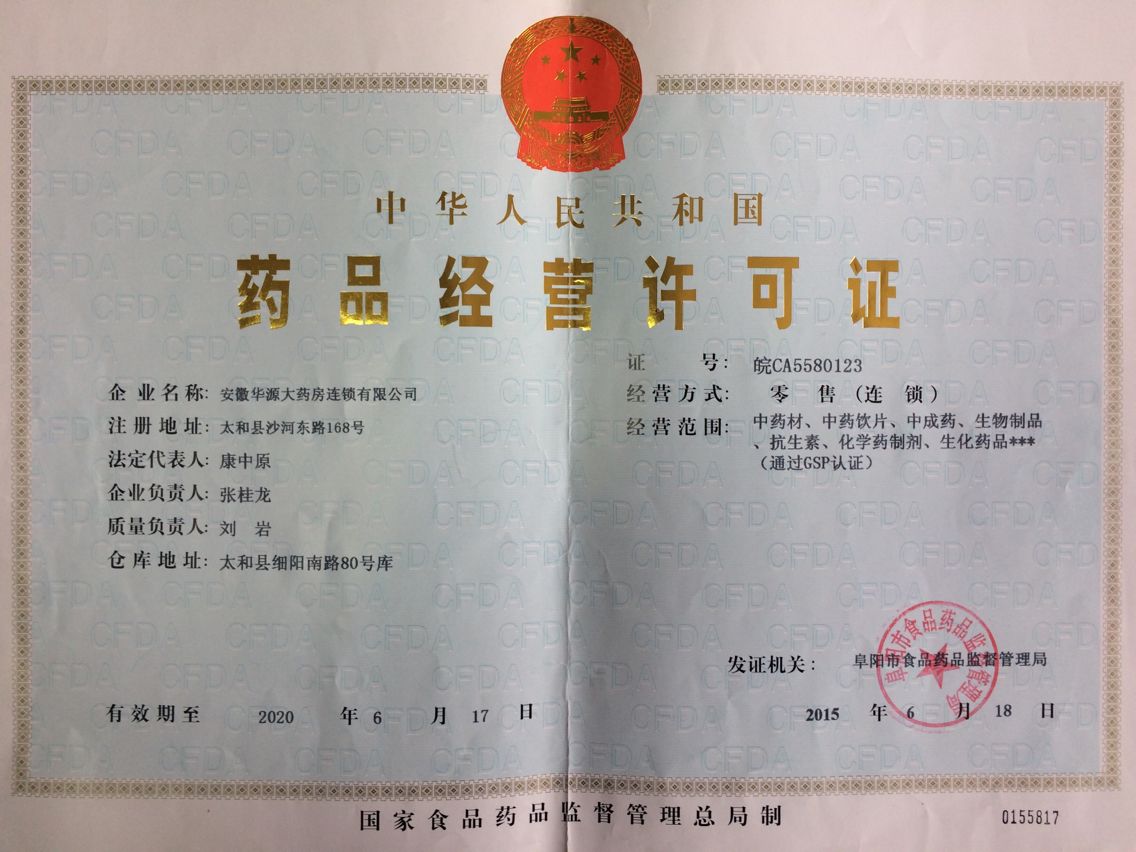 中华人民共和国
药品经营许可证
证 号: 皖CA5580123
企业名称: 安徽华源大药房连锁有限公司
经营方式: 零 售 (连 锁)
注册地址: 太和县沙河东路168号
经营范围: 中药材、中药饮片、中成药、生物制品
、抗生素、化学药制剂、生化药品***
(通过GSP认证)
法定代表人: 康中原
企业负责人: 张桂龙
质量负责人: 刘 岩
仓库地址: 太和县细阳南路80号库
发证机关: 阜阳市食品药品监督管理局
阜阳市食品药品监督管理局
有效期至 2020 年 6 月 17 日
2015 年 6 月 18 日
国家食品药品监督管理总局制
0155817
CFDA